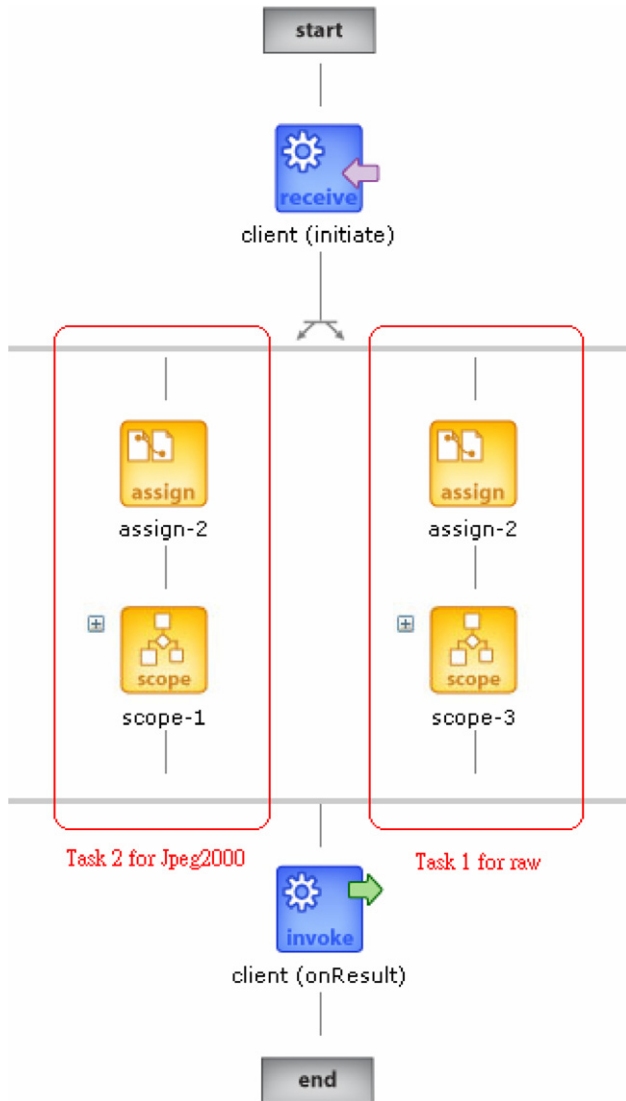 start
receive
client (initiate)
assign
assign-2
scope
scope-1
Task 2 for Jpeg2000
assign
assign-2
scope
scope-3
Task 1 for raw
invoke
client (onResult)
end